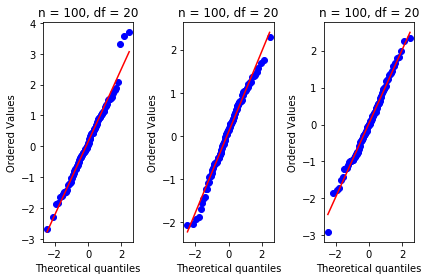 n = 100, df = 20
n = 100, df = 20
n = 100, df = 20
Ordered Values
4
3
2
1
0
−1
−2
−3
Ordered Values
2
1
0
−1
−2
Ordered Values
2
1
0
−1
−2
−3
−2 0 2
−2 0 2
−2 0 2
Theoretical quantiles
Theoretical quantiles
Theoretical quantiles